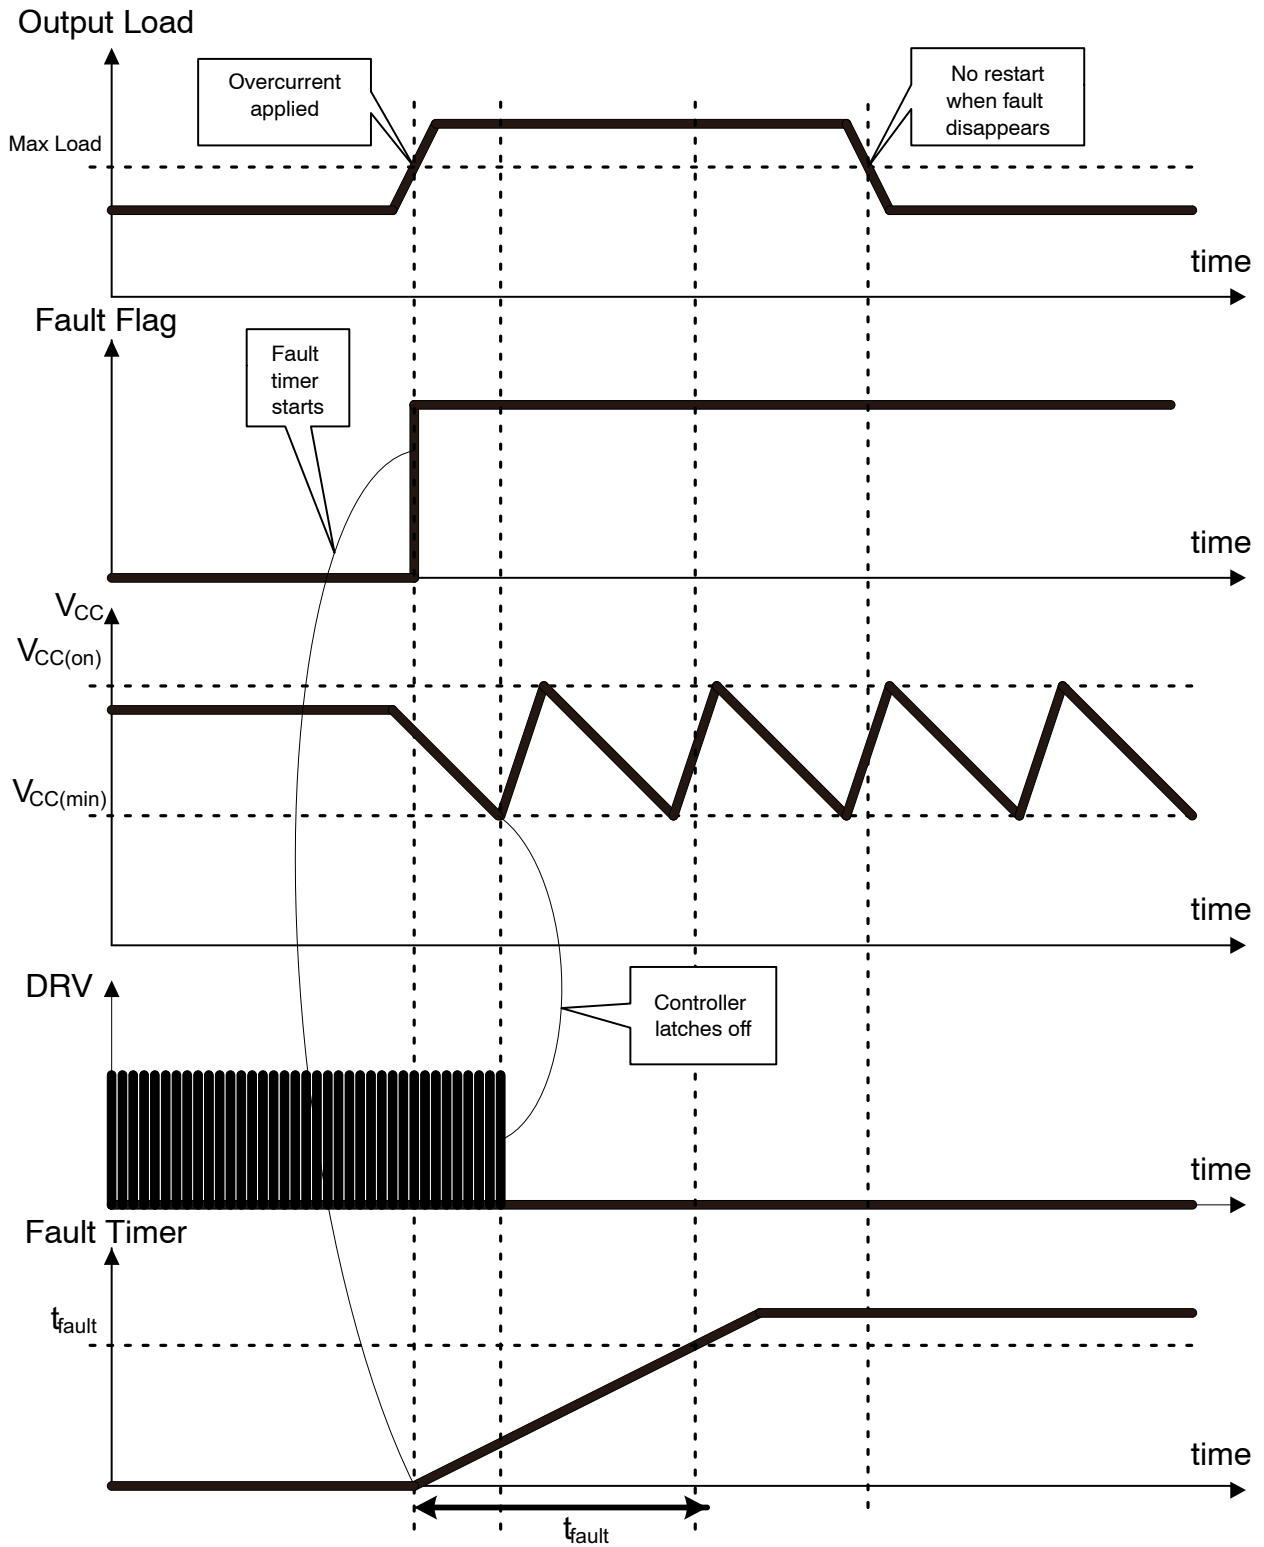 Output Load
Overcurrent
applied
No restart
when fault
disappears
Max Load
time
Fault Flag
Fault
timer
starts
time
VCC
VCC(on)
VCC(min)
time
DRV
Controller
latches off
time
Fault Timer
tfault
time
tfault